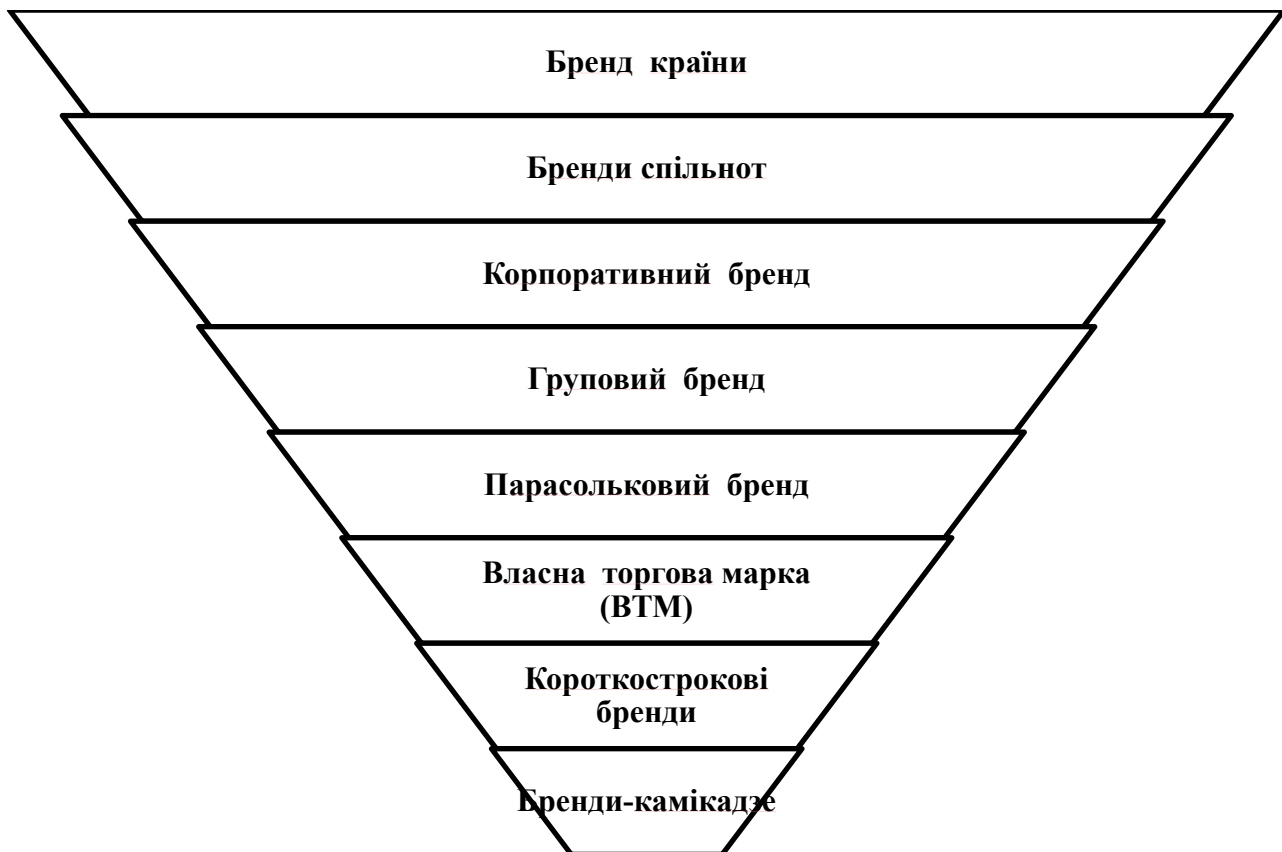 Бренд країни
Бренди спільнот
Корпоративний бренд
Груповий бренд
Парасольковий бренд
Власна торгова марка
(ВТМ)
Короткострокові
бренди
Бренди-камікадзе